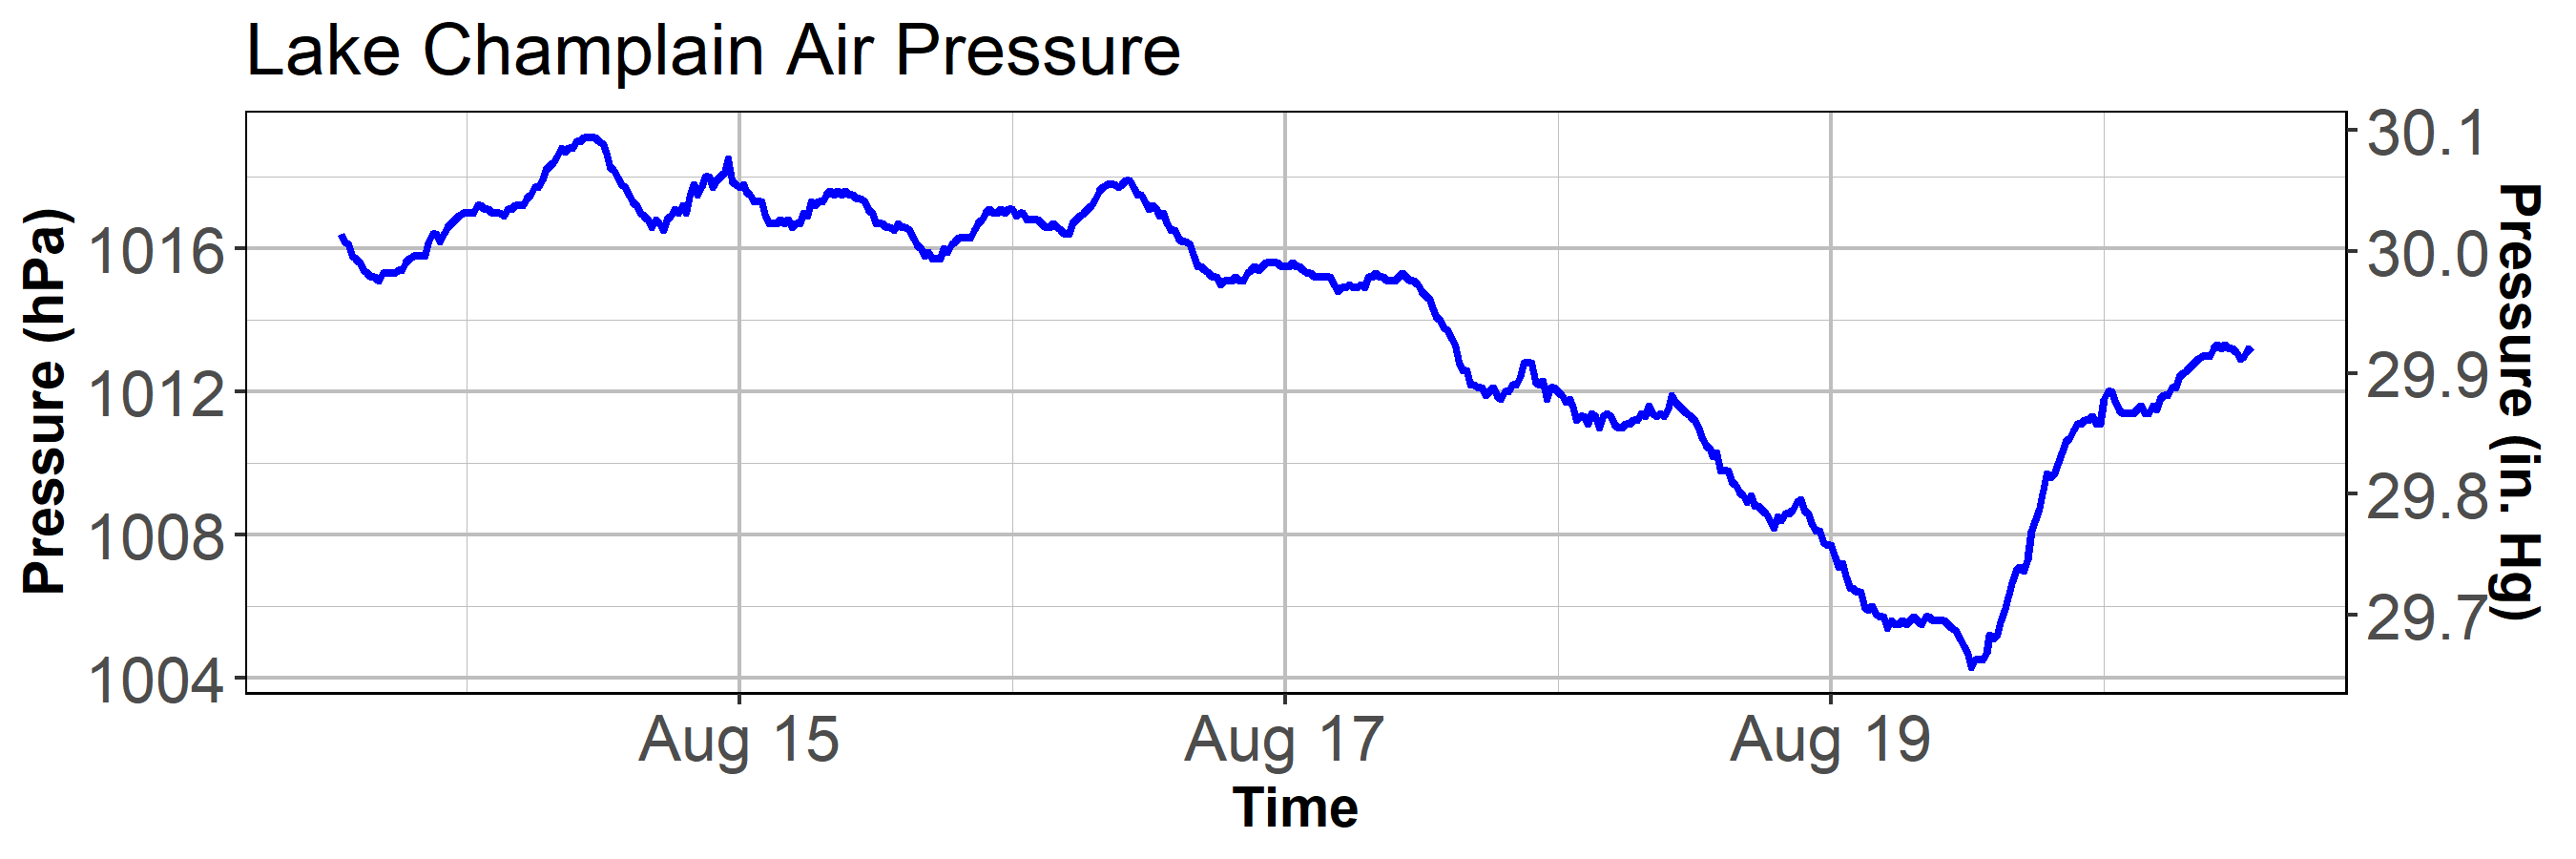 Lake Champlain Air Pressure
Pressure (hPa)
1016
1012
1008
1004
30.1
30.0
29.9
29.8
29.7
Pressure (in. Hg)
Aug 15
Aug 17
Aug 19
Time